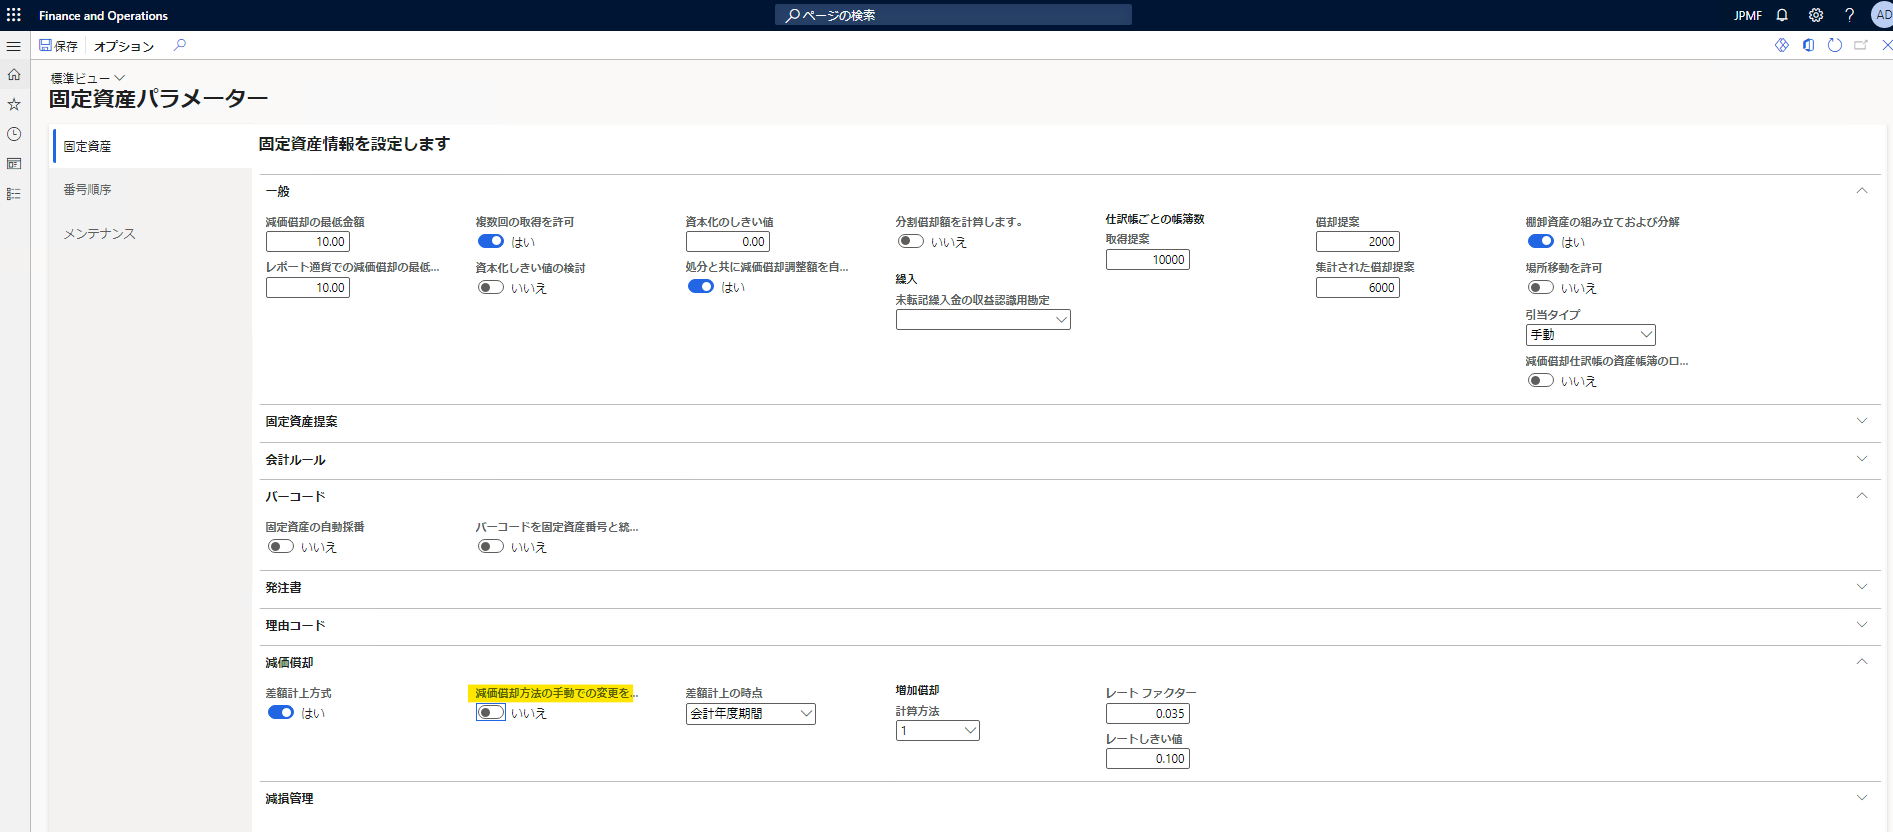 Finance and Operations
ページの検索
JPMF
AD
保存
オプション
標準ビュー
固定資産パラメーター
固定資産
番号順序
メンテナンス
固定資産情報を設定します
一般
減価償却の最低金額
10.00
レポート通貨での減価償却の最低...
10.00
複数回の取得を許可
はい
資本化しきい値の検討
いいえ
資本化のしきい値
0.00
処分と共に減価償却調整額を自...
はい
分割償却額を計算します。
いいえ
繰入
未転記繰入金の収益認識用勘定
仕訳帳ごとの帳簿数
取得提案
10000
償却提案
2000
集計された償却提案
6000
棚卸資産の組み立ておよび分解
はい
場所移動を許可
いいえ
引当タイプ
手動
減価償却仕訳帳の資産帳簿のロ...
いいえ
固定資産提案
会計ルール
バーコード
固定資産の自動採番
いいえ
バーコードを固定資産番号と統...
いいえ
発注書
理由コード
減価償却
差額計上方式
はい
減価償却方法の手動での変更を...
いいえ
差額計上の時点
会計年度期間
増加償却
計算方法
1
レート ファクター
0.035
レートしきい値
0.100
減損管理